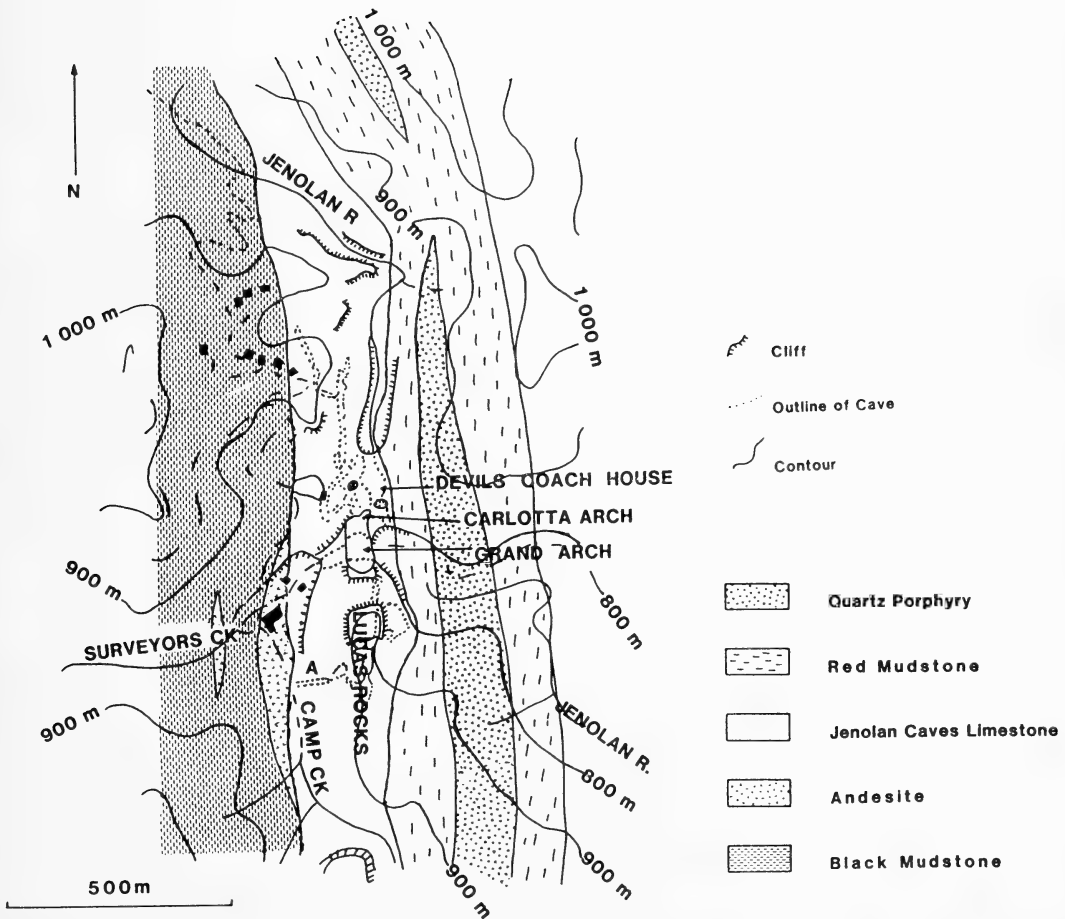 1 000 m
N
JENOLAN R
900 m
1 000 m
1 000 m
Cliff
Outline of Cave
Contour
DEVILS COACH HOUSE
CARLOTTA ARCH
GRAND ARCH
900 m
800 m
SURVEYORS CK
A
LUCAS ROCKS
CAMP CK
900 m
JENOLAN R.
800 m
900 m
900 m
500m
Quartz Porphyry
Red Mudstone
Jenolan Caves Limestone
Andesite
Black Mudstone